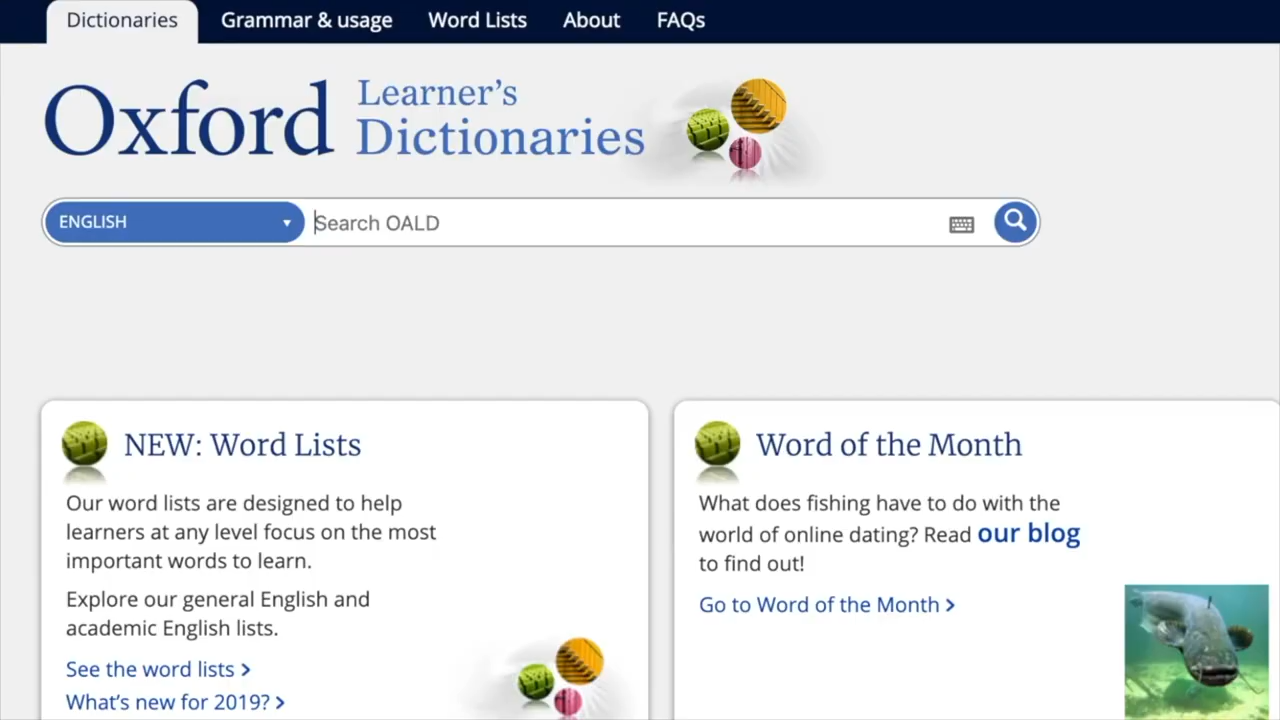 Dictionaries Grammar & usage Word Lists About FAQs
Oxford Learner's Dictionaries
ENGLISH Search OALD
NEW: Word Lists
Our word lists are designed to help
learners at any level focus on the most
important words to learn.
Explore our general English and
academic English lists.
See the word lists >
What's new for 2019? >
Word of the Month
What does fishing have to do with the
world of online dating? Read our blog
to find out!
Go to Word of the Month >